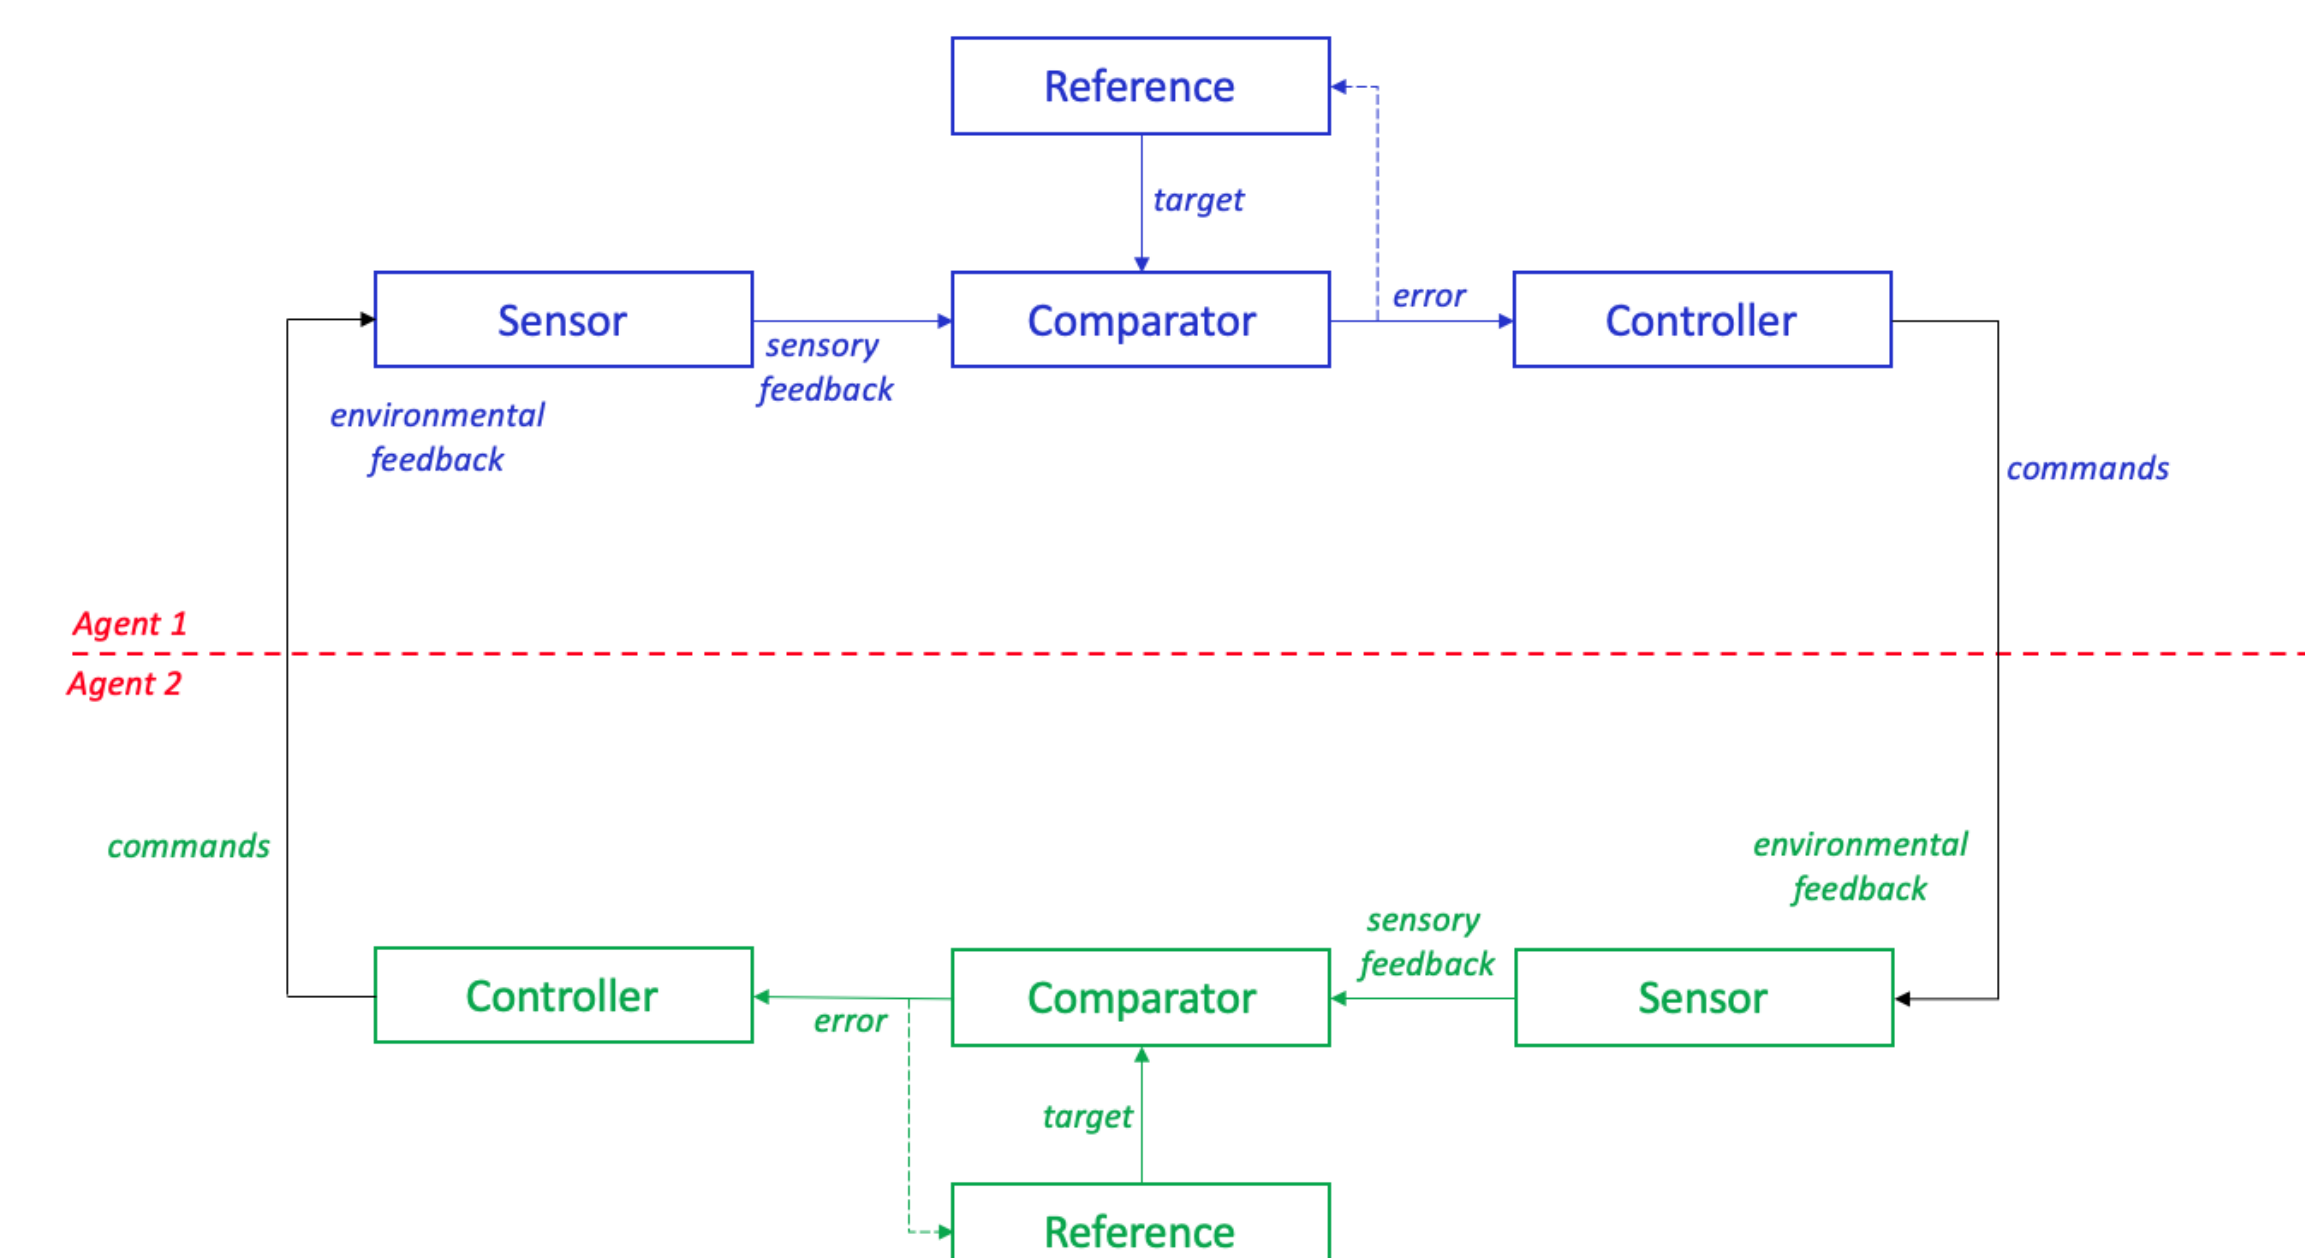 Reference
target
Sensor
sensory
feedback
Comparator
error
Controller
environmental
feedback
commands
Agent 1
Agent 2
commands
environmental
feedback
Controller
error
Comparator
sensory
feedback
Sensor
target
Reference